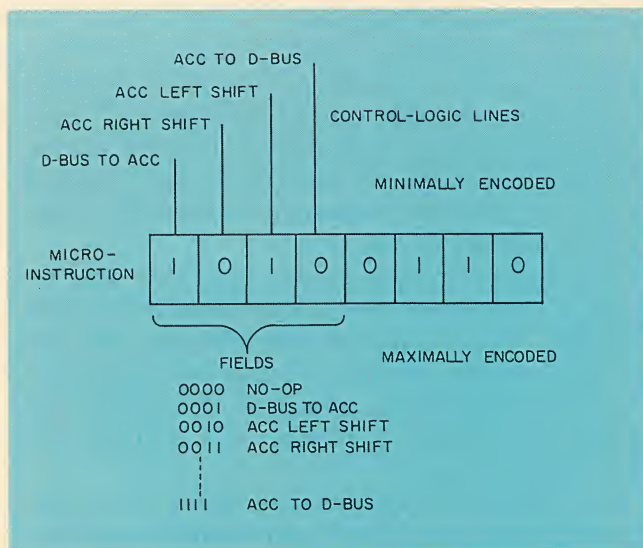 ACC TO D-BUS
ACC LEFT SHIFT
CONTROL-LOGIC LINES
ACC RIGHT SHIFT
D-BUS TO ACC
MINIMALLY ENCODED
MICRO-
INSTRUCTION
1 0 1 0 0 1 1 0
FIELDS
MAXIMALLY ENCODED
0000 NO-OP
0001 D-BUS TO ACC
0010 ACC LEFT SHIFT
0011 ACC RIGHT SHIFT
1111 ACC TO D-BUS